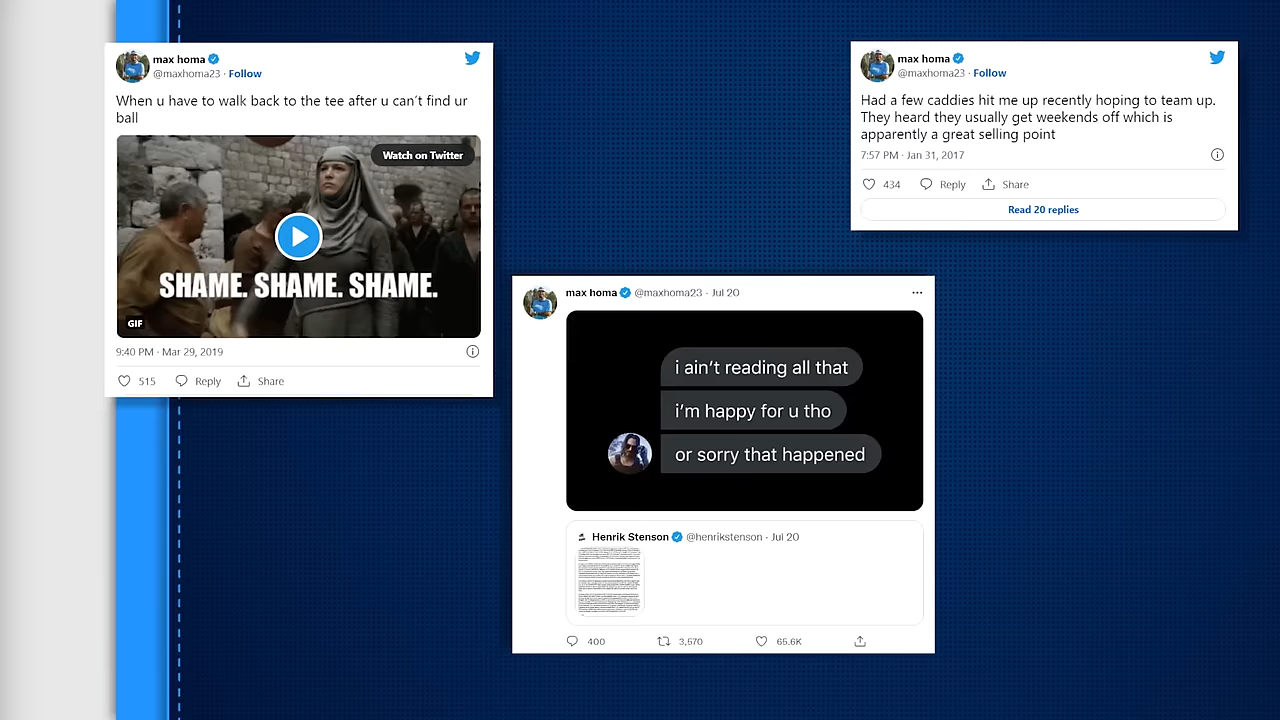 max homa
@maxhoma23 · Follow
When u have to walk back to the tee after u can't find ur
ball
Watch on Twitter
SHAME. SHAME. SHAME.
GIF
9:40 PM · Mar 29, 2019
515 Reply Share
max homa
@maxhoma23 · Follow
Had a few caddies hit me up recently hoping to team up.
They heard they usually get weekends off which is
apparently a great selling point
7:57 PM · Jan 31, 2017
434 Reply Share
Read 20 replies
max homa @maxhoma23 · Jul 20
i ain't reading all that
i'm happy for u tho
or sorry that happened
Henrik Stenson @henrikstenson · Jul 20
400 3,570 65.6K